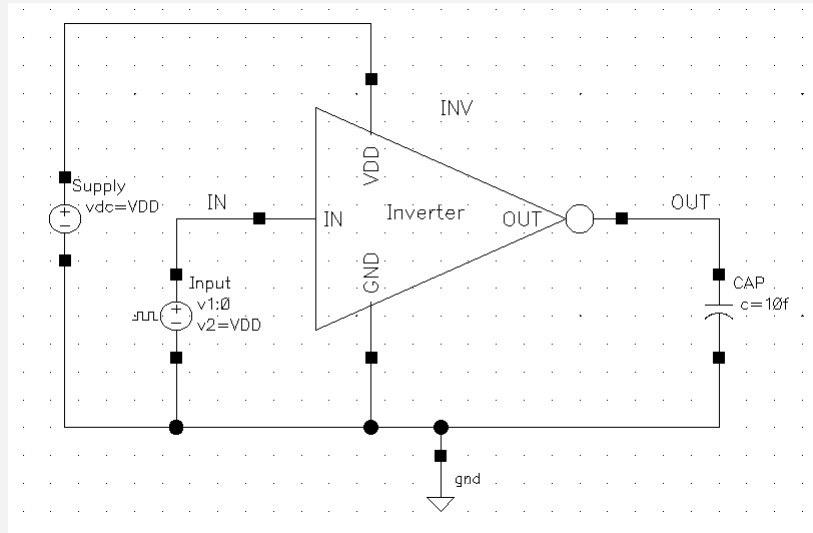 INV
VDD
Supply
vdc=VDD
IN
IN
Inverter
OUT
OUT
GND
Input
v1:0
v2=VDD
CAP
c=10f
gnd